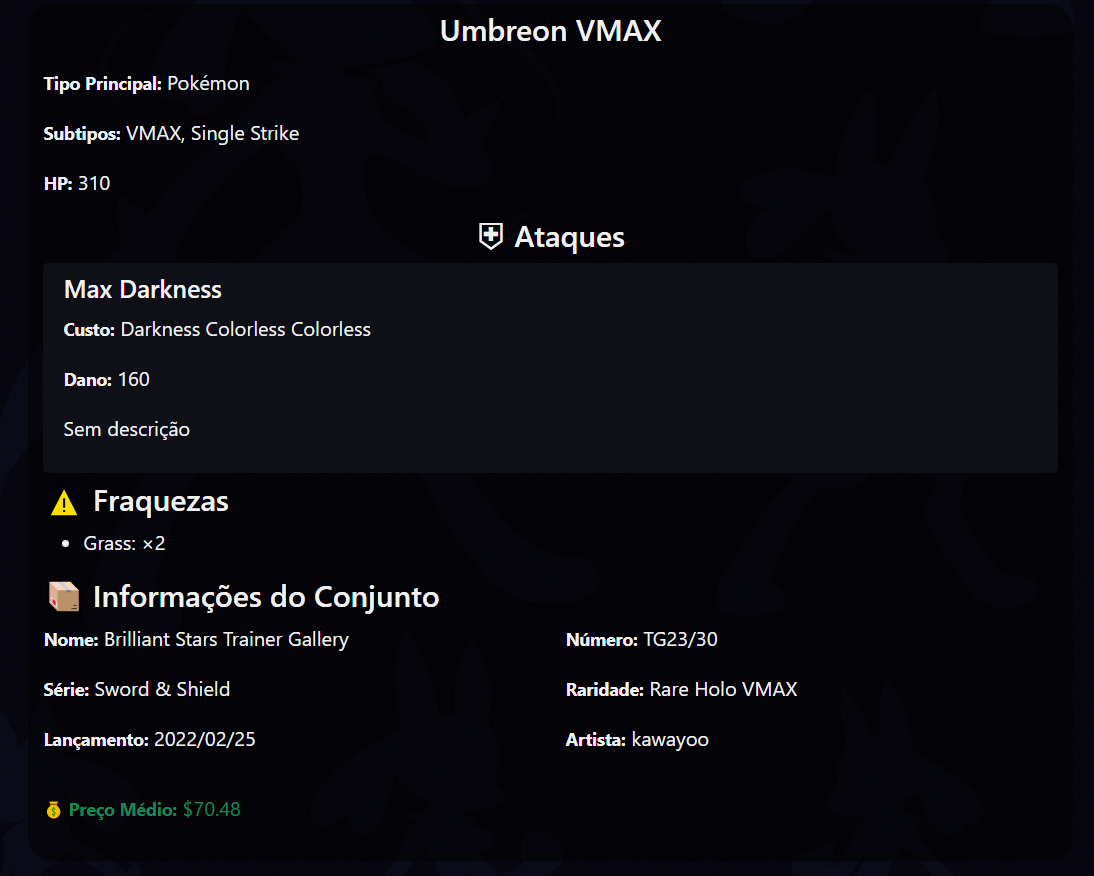 Umbreon VMAX
Tipo Principal: Pokémon
Subtipos: VMAX, Single Strike
HP: 310
Ataques
Max Darkness
Custo: Darkness Colorless Colorless
Dano: 160
Sem descrição
Fraquezas
Grass: ×2
Informações do Conjunto
Nome: Brilliant Stars Trainer Gallery
Número: TG23/30
Série: Sword & Shield
Raridade: Rare Holo VMAX
Lançamento: 2022/02/25
Artista: kawayoo
Preço Médio: $70.48